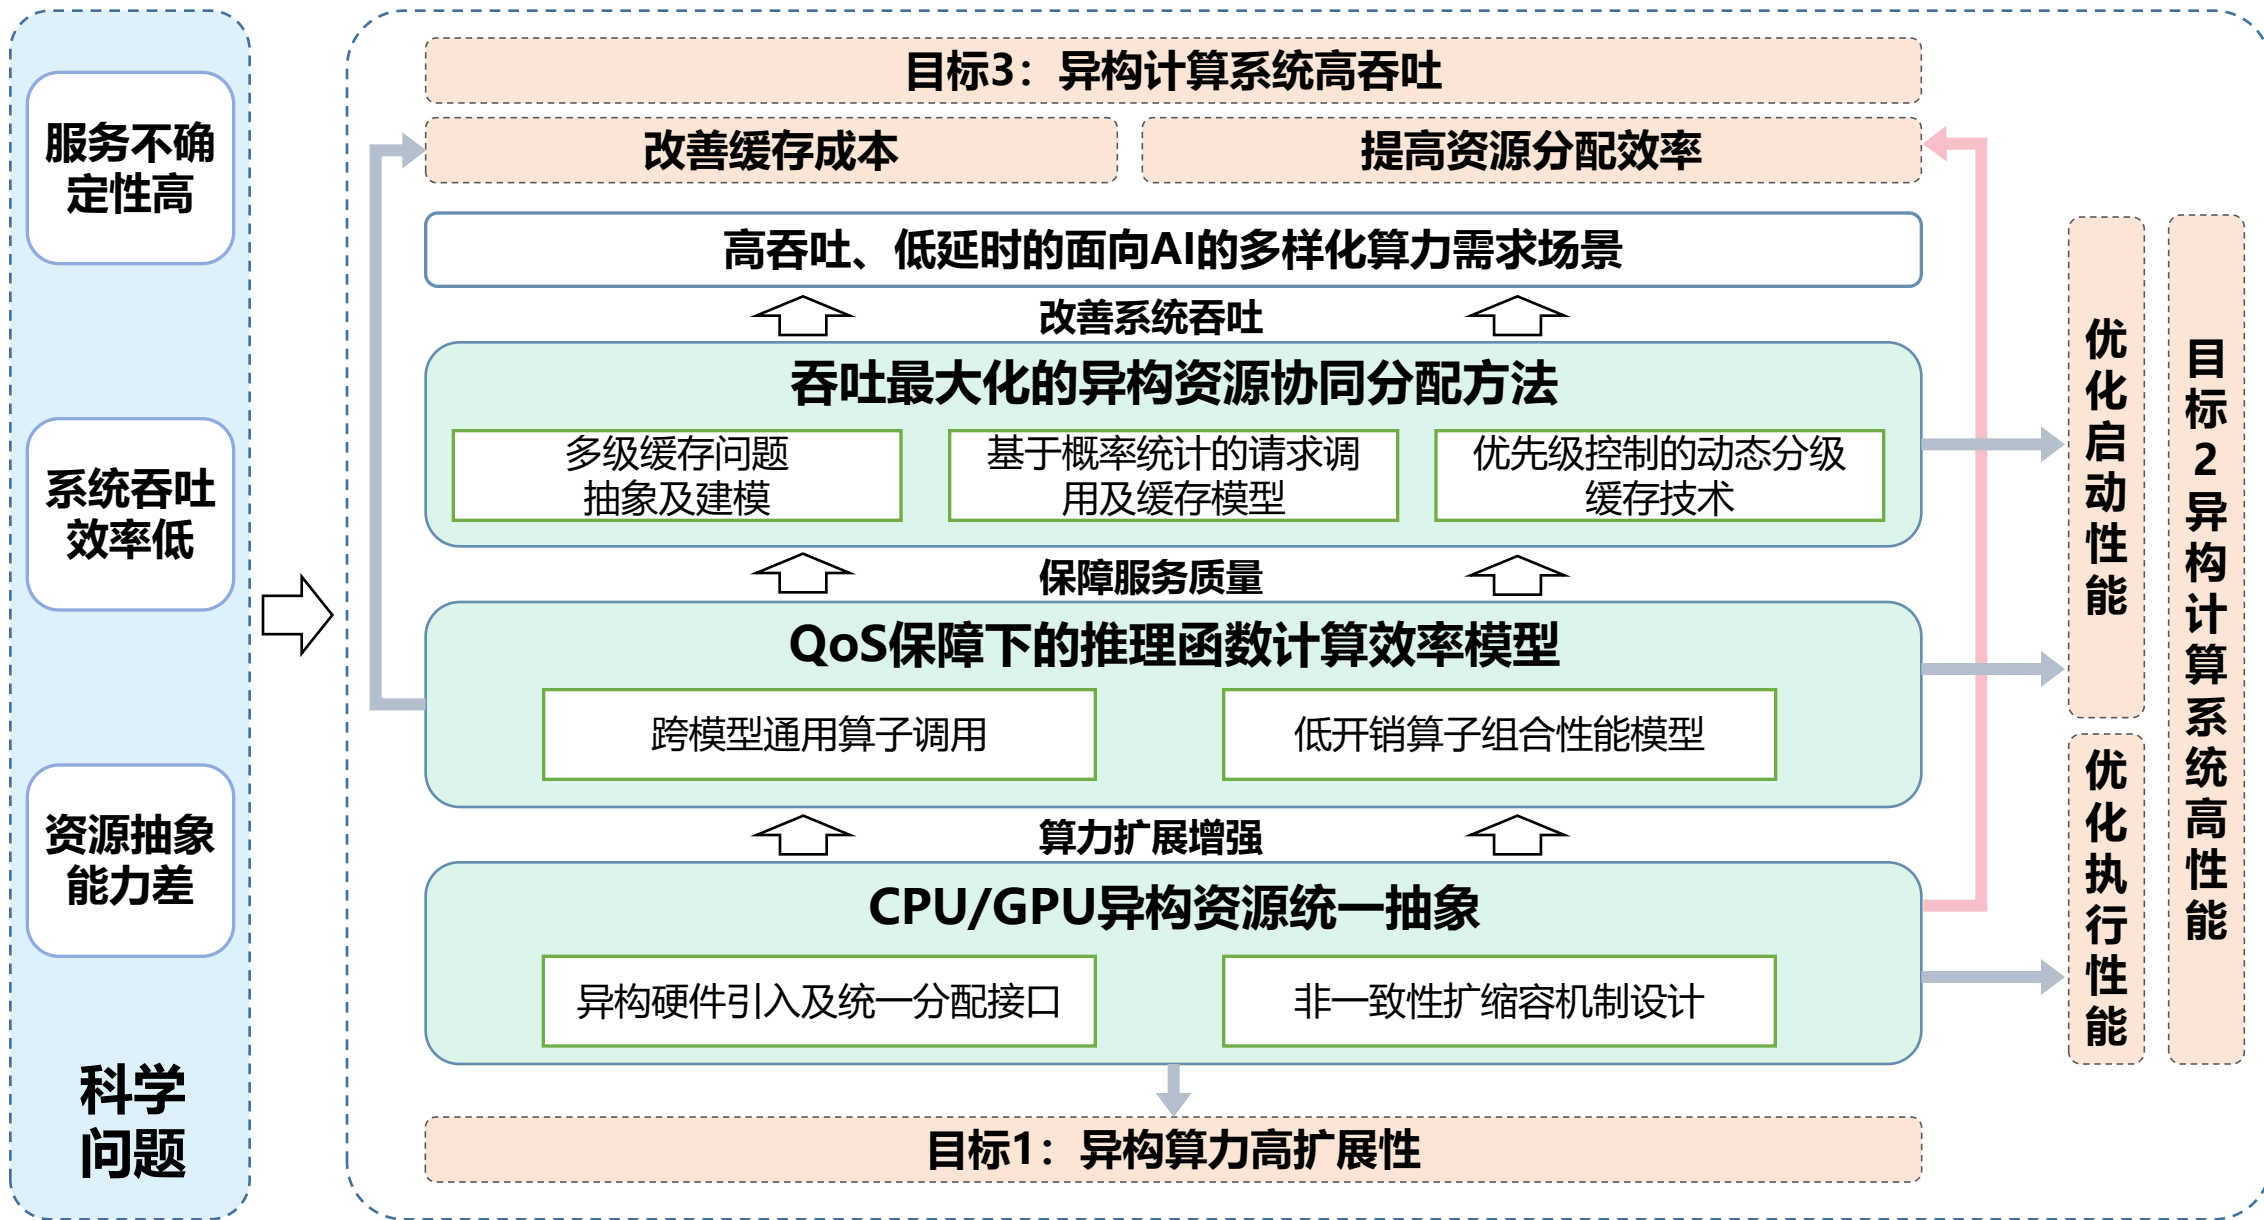 服务不确
定性高
系统吞吐
效率低
资源抽象
能力差
科学
问题
目标3：异构计算系统高吞吐
改善缓存成本
提高资源分配效率
高吞吐、低延时的面向AI的多样化算力需求场景
改善系统吞吐
吞吐最大化的异构资源协同分配方法
多级缓存问题
抽象及建模
基于概率统计的请求调
用及缓存模型
优先级控制的动态分级
缓存技术
保障服务质量
QoS保障下的推理函数计算效率模型
跨模型通用算子调用
低开销算子组合性能模型
算力扩展增强
CPU/GPU异构资源统一抽象
异构硬件引入及统一分配接口
非一致性扩缩容机制设计
目标1：异构算力高扩展性
优化启动性能
优化执行性能
目标2异构计算系统高性能